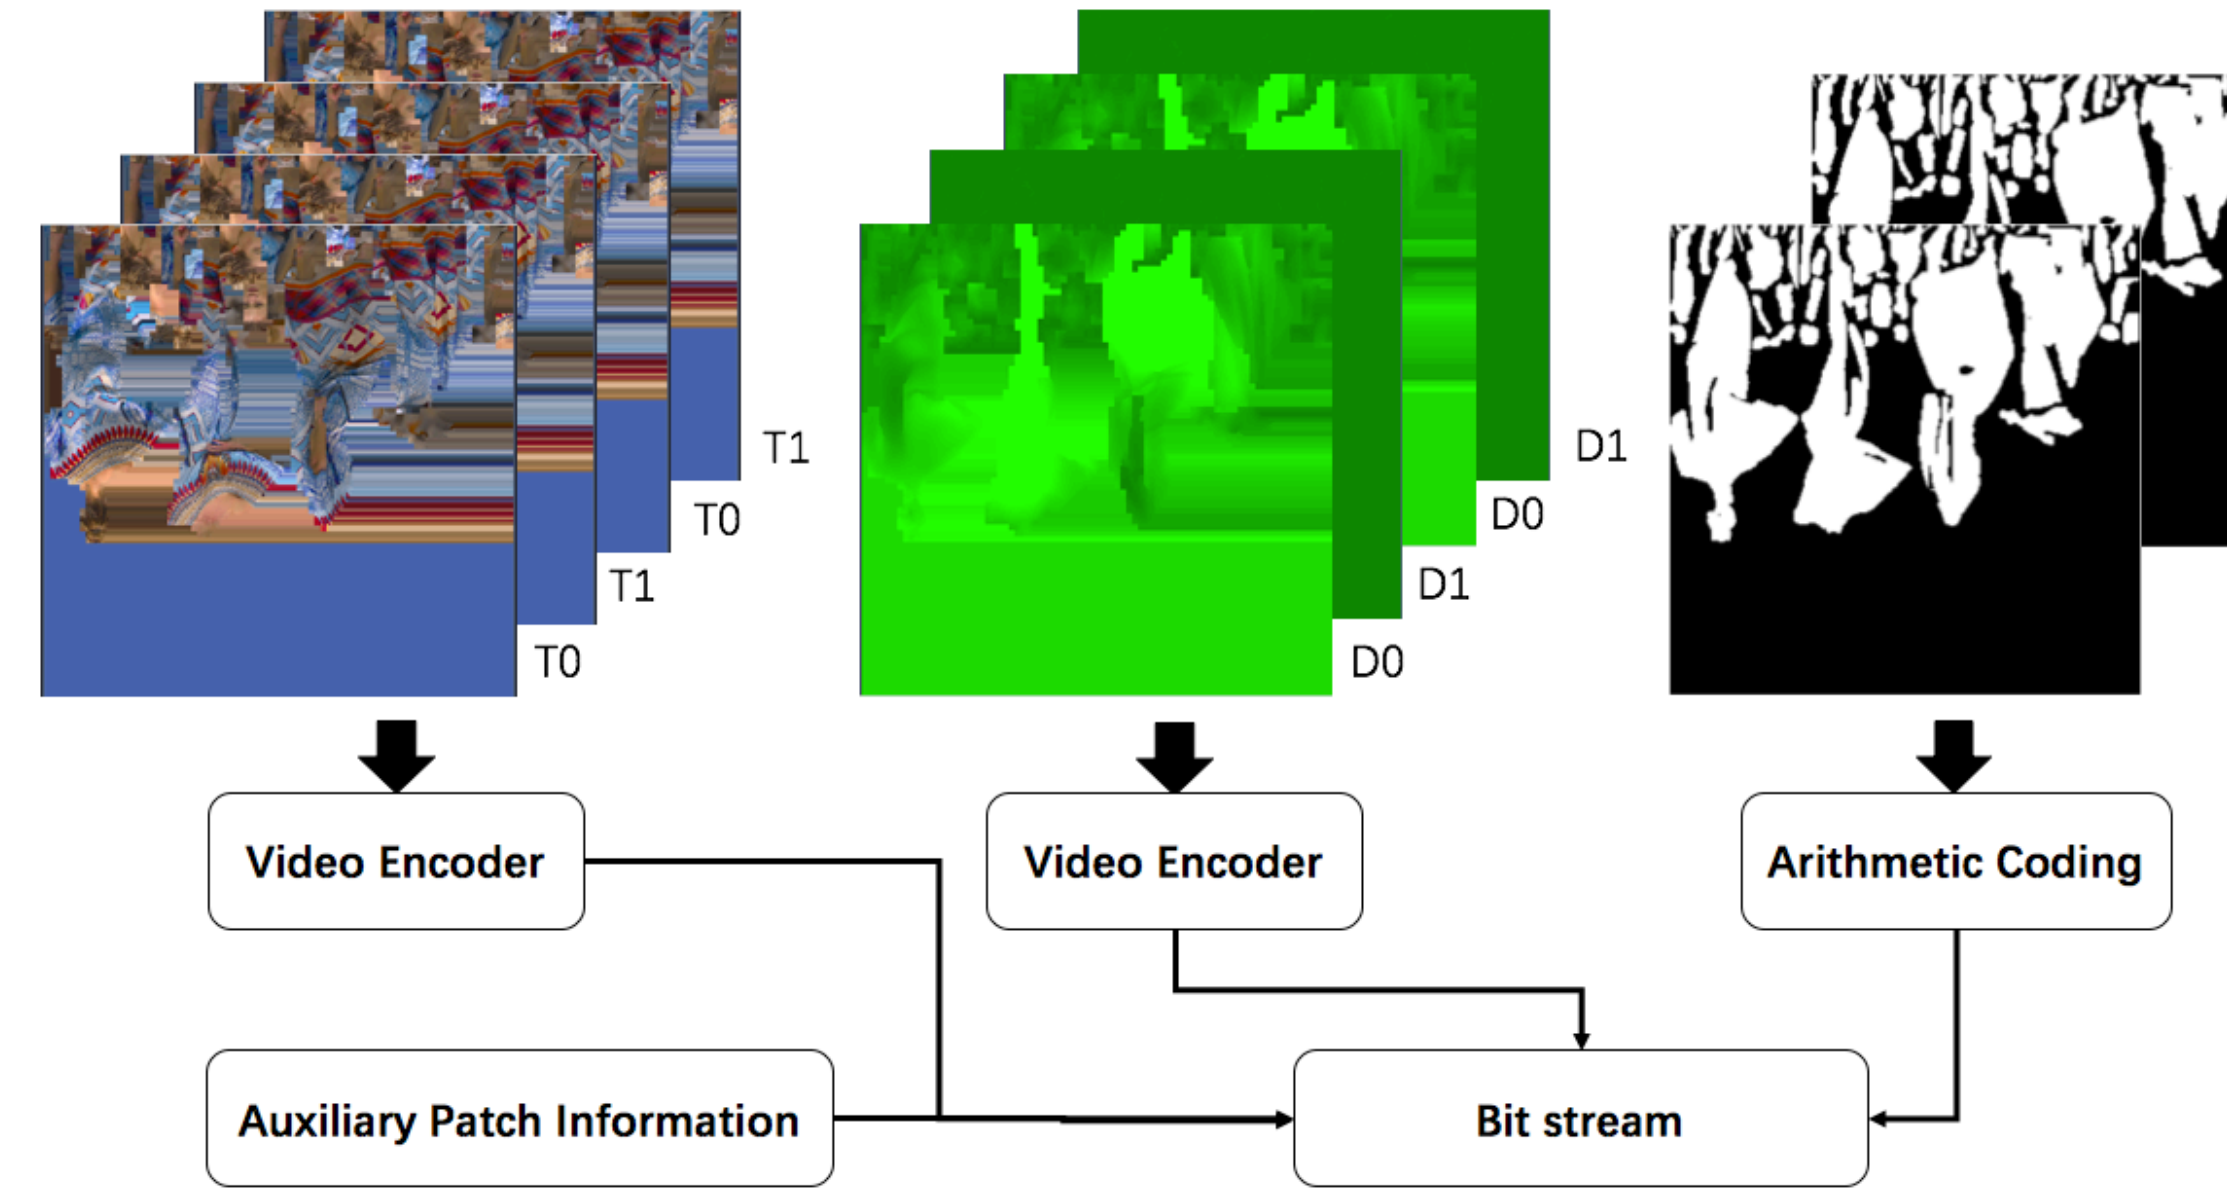 T1
T0
T1
T0
D1
D0
D1
D0
Video Encoder
Video Encoder
Arithmetic Coding
Auxiliary Patch Information
Bit stream